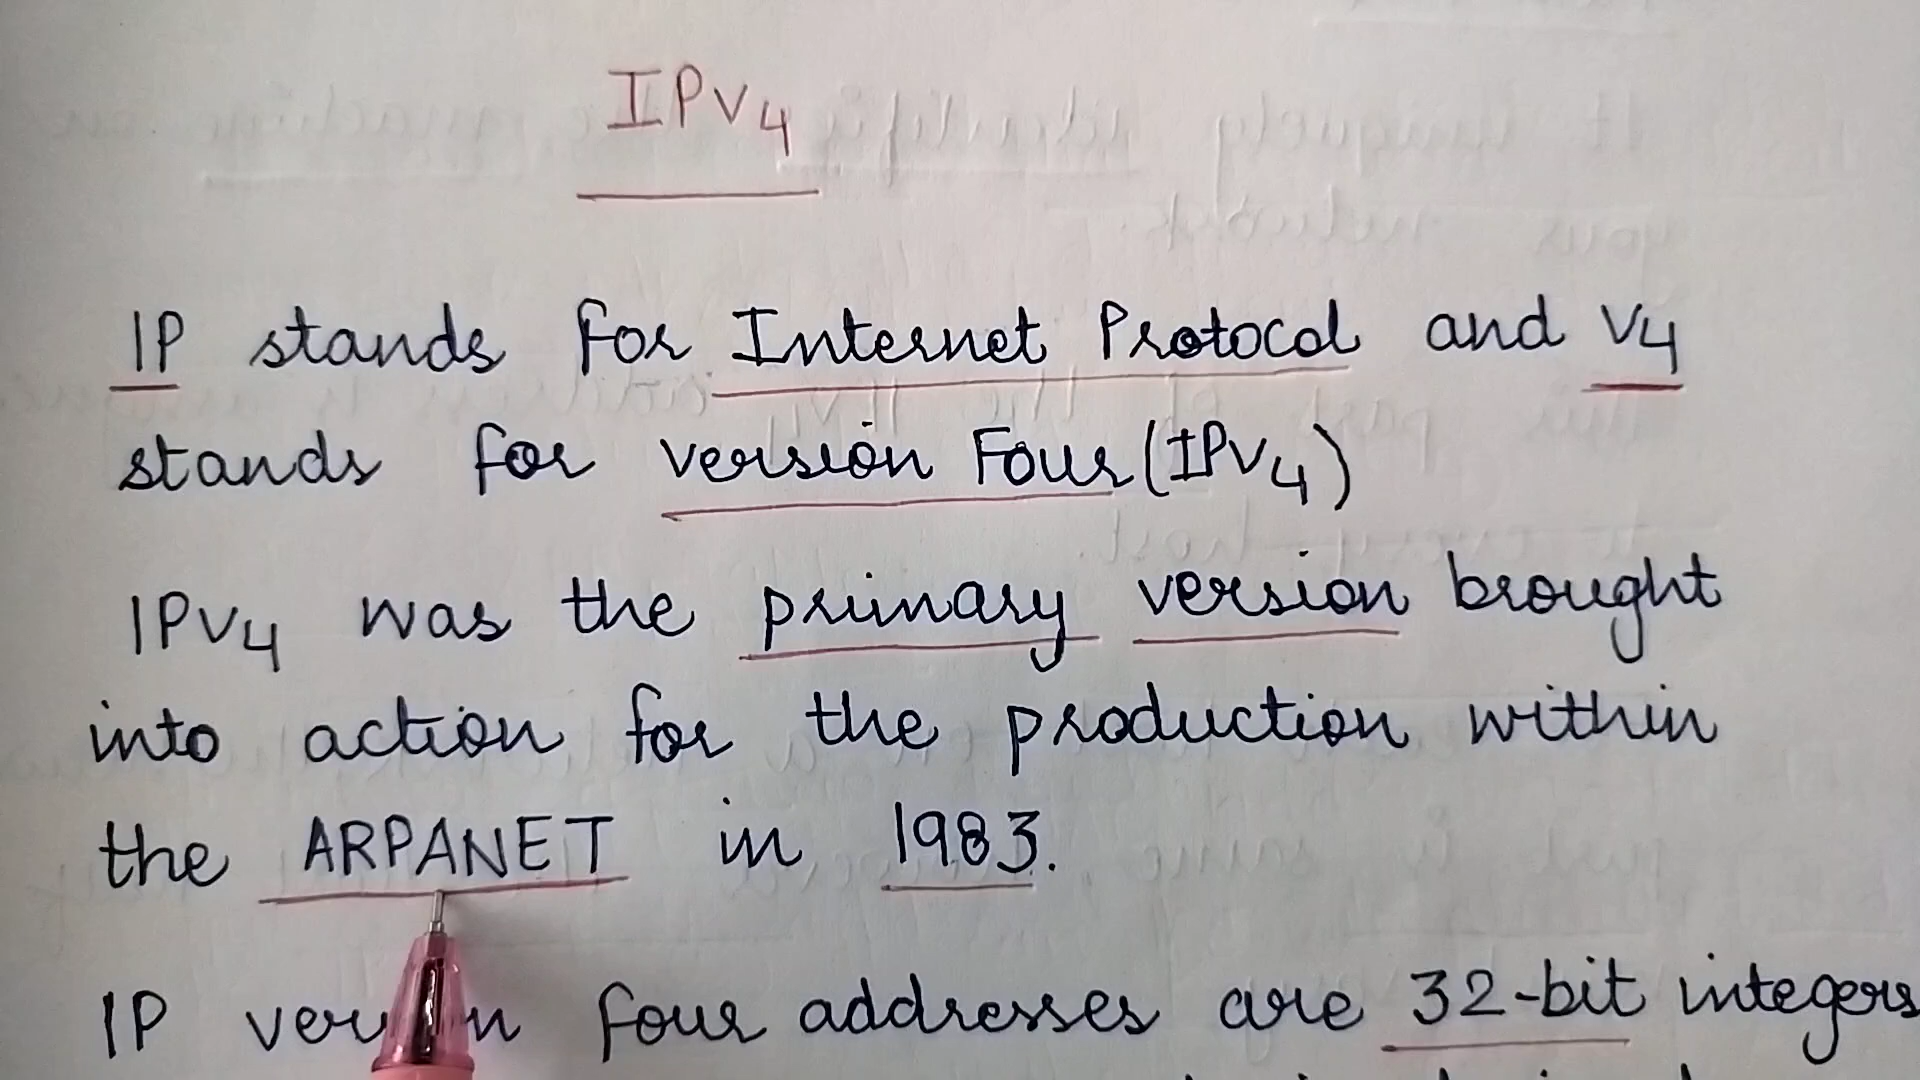 IPv4
IP stands for Internet Protocol and v4
stands for version Four (IPv4)
IPv4 was the primary version brought
into action for the production within
the ARPANET in 1983.
IP four addresses are 32-bit integers